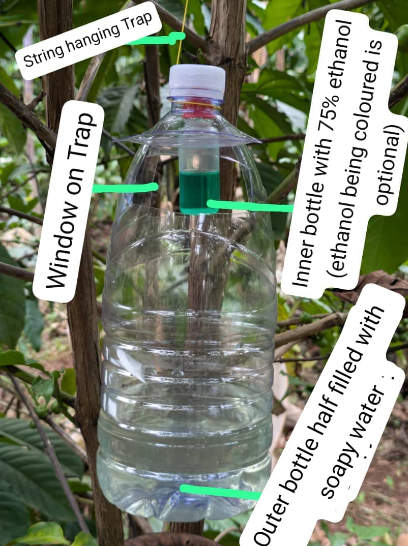 String hanging Trap
Window on Trap
Inner bottle with 75% ethanol
(ethanol being coloured is
optional)
Outer bottle half filled with
soapy water